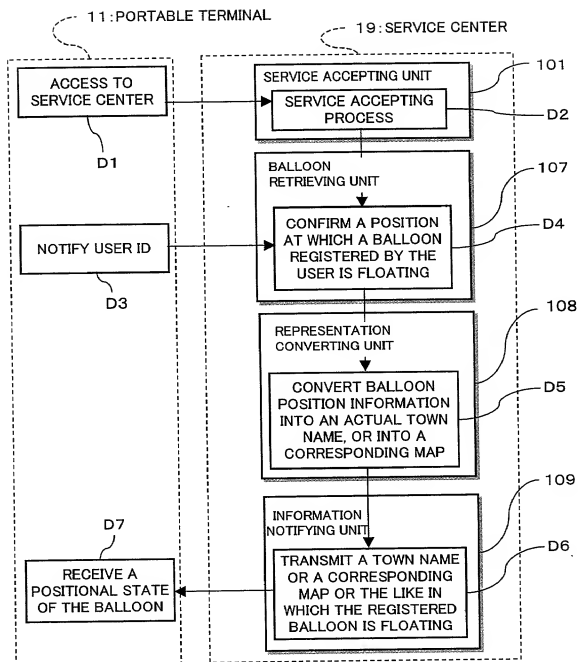 11:PORTABLE TERMINAL
19:SERVICE CENTER
ACCESS TO
SERVICE CENTER
D1
SERVICE ACCEPTING UNIT
101
SERVICE ACCEPTING
PROCESS
D2
BALLOON
RETRIEVING UNIT
107
NOTIFY USER ID
D3
CONFIRM A POSITION
AT WHICH A BALLOON
REGISTERED BY THE
USER IS FLOATING
D4
REPRESENTATION
CONVERTING UNIT
108
CONVERT BALLOON
POSITION INFORMATION
INTO AN ACTUAL TOWN
NAME, OR INTO A
CORRESPONDING MAP
D5
INFORMATION
NOTIFYING UNIT
109
D7
RECEIVE A
POSITIONAL STATE
OF THE BALLOON
TRANSMIT A TOWN NAME
OR A CORRESPONDING
MAP OR THE LIKE IN
WHICH THE REGISTERED
BALLOON IS FLOATING
D6